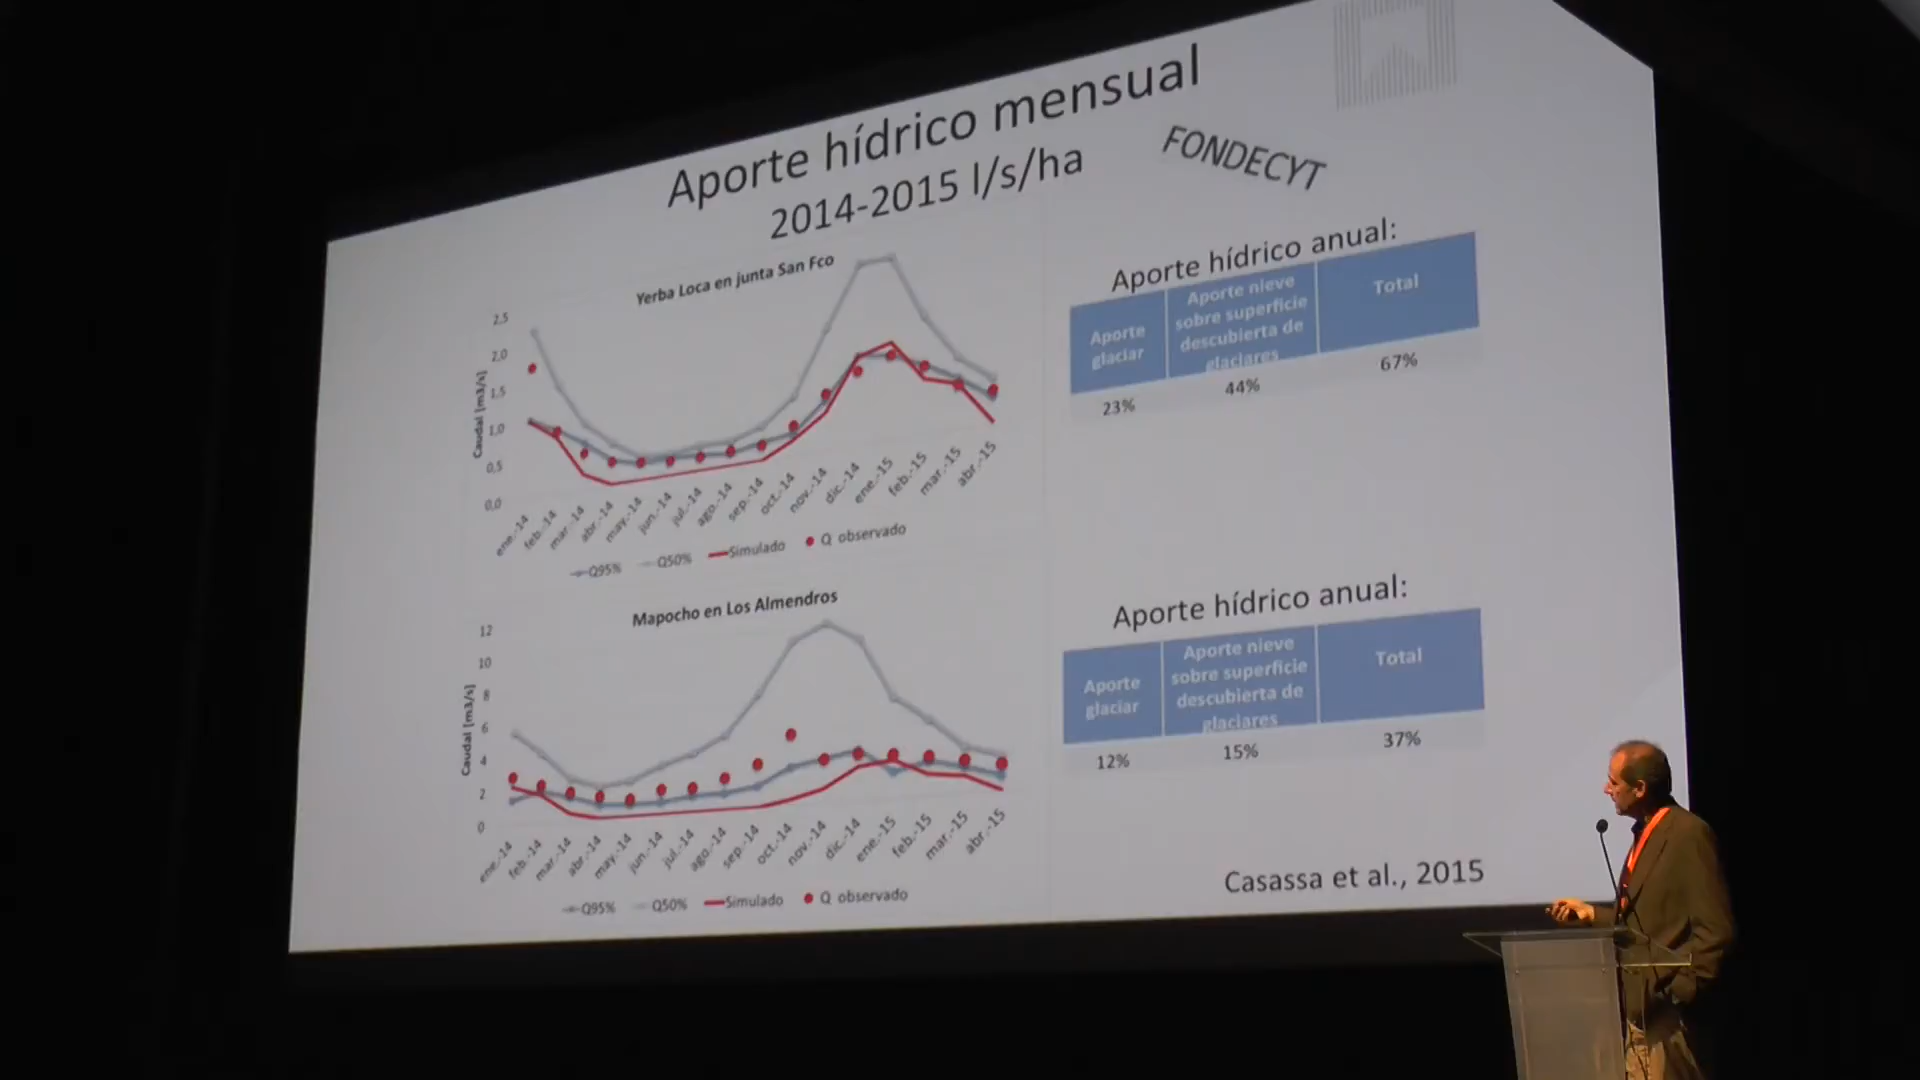 Aporte hídrico mensual
2014-2015 l/s/ha
FONDECYT
Yerba Loca en junta San Fco
Caudal [m3/s]
2,5
2,0
1,5
1,0
0,5
0,0
ene.-14
feb.-14
mar.-14
abr.-14
may.-14
jun.-14
jul.-14
ago.-14
sep.-14
oct.-14
nov.-14
dic.-14
ene.-15
feb.-15
mar.-15
abr.-15
Q95% Q50% Simulado Q observado
Aporte hídrico anual:
Aporte
glaciar
Aporte nieve
sobre superficie
descubierta de
glaciares
Total
23% 44% 67%
Mapocho en Los Almendros
Caudal [m3/s]
12
10
8
6
4
2
0
ene.-14
feb.-14
mar.-14
abr.-14
may.-14
jun.-14
jul.-14
ago.-14
sep.-14
oct.-14
nov.-14
dic.-14
ene.-15
feb.-15
mar.-15
abr.-15
Q95% Q50% Simulado Q observado
Aporte hídrico anual:
Aporte
glaciar
Aporte nieve
sobre superficie
descubierta de
glaciares
Total
12% 15% 37%
Casassa et al., 2015